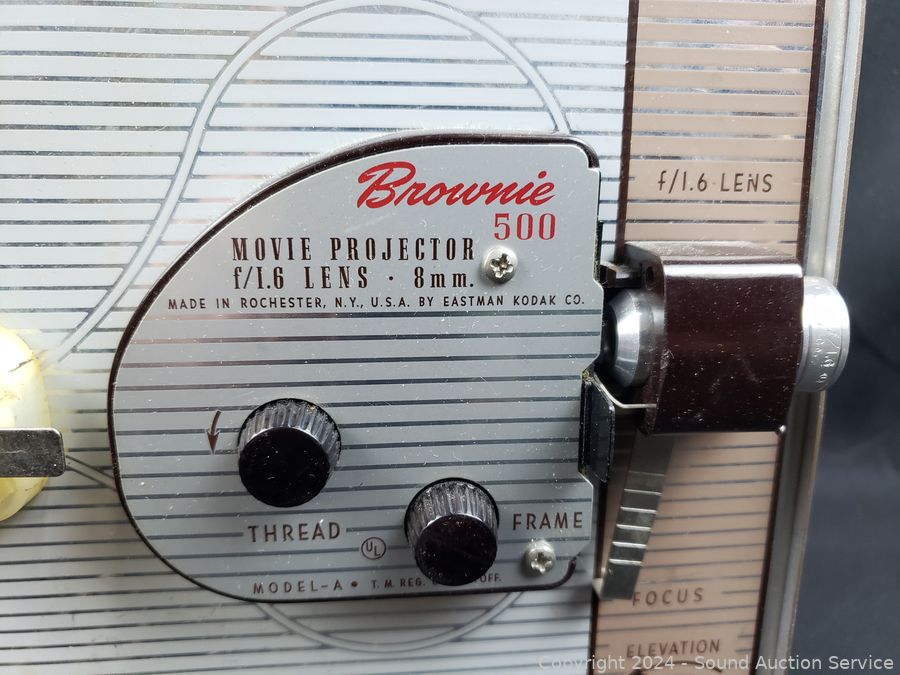 Brownie
500
MOVIE PROJECTOR
f/1.6 LENS · 8mm.
MADE IN ROCHESTER, N.Y., U.S.A. BY EASTMAN KODAK CO.
THREAD
FRAME
UL
MODEL-A • T.M. REG. OFF.
f/1.6 LENS
FOCUS
ELEVATION
Copyright 2024 - Sound Auction Service